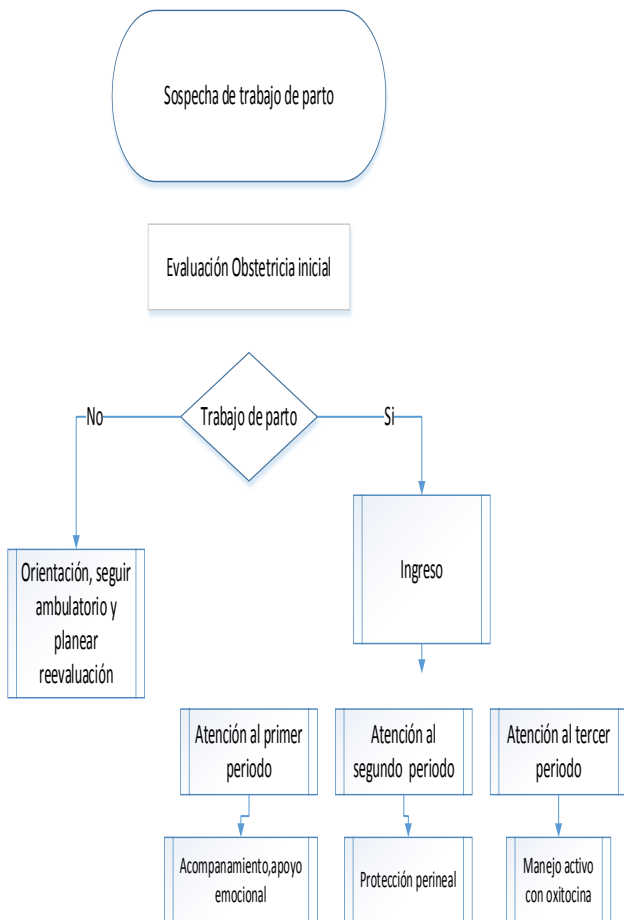 Sospecha de trabajo de parto
Evaluación Obstetricia inicial
No
Trabajo de parto
Si
Orientación, seguir
ambulatorio y
planear
reevaluación
Ingreso
Atención al primer
periodo
Atención al
segundo periodo
Atención al tercer
periodo
Acompanamiento,apoyo
emocional
Protección perineal
Manejo activo
con oxitocina